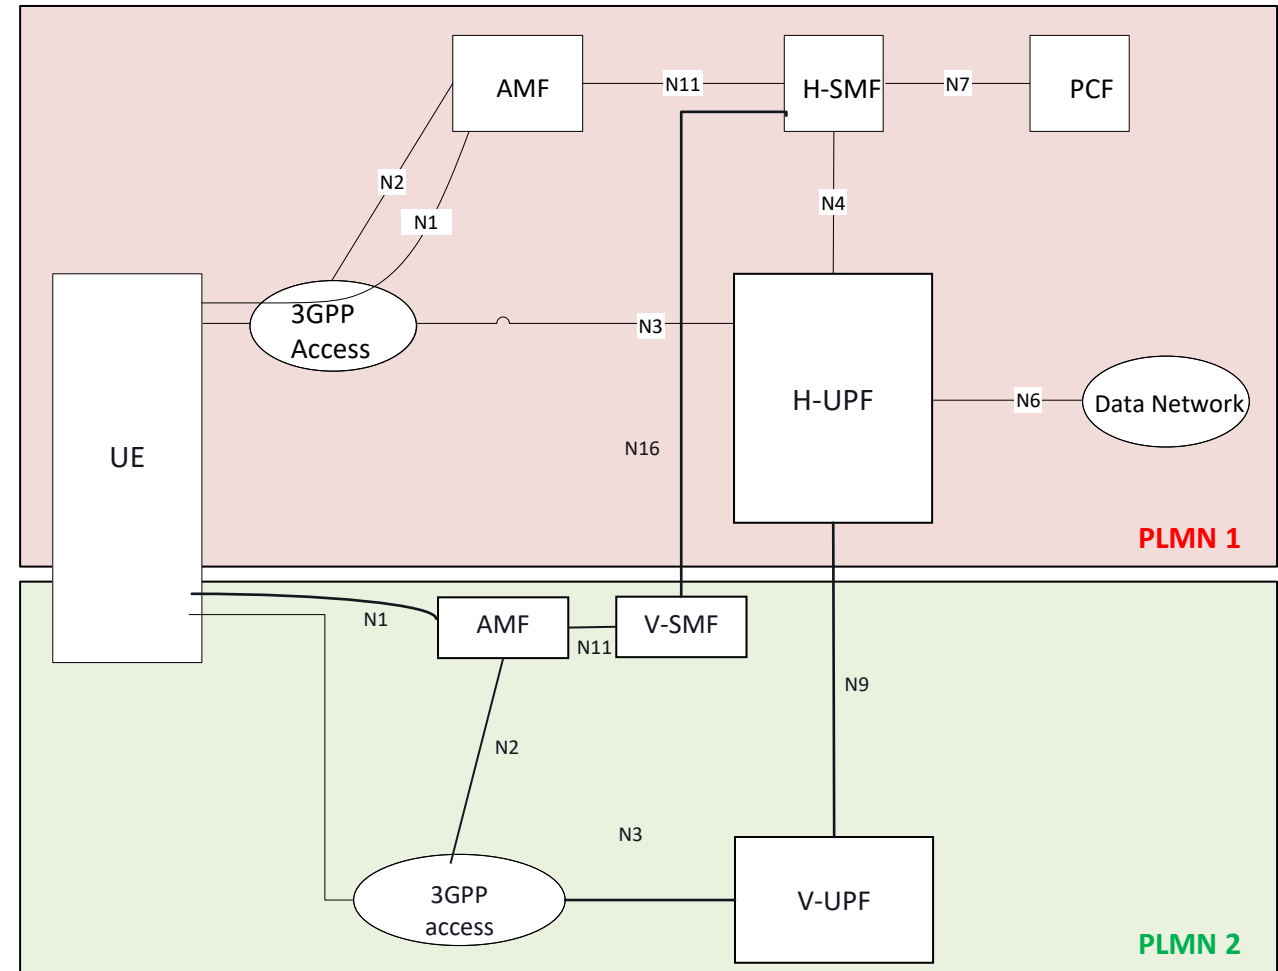 AMF
N11
H-SMF
N7
PCF
N2
N1
N4
3GPP
Access
N3
H-UPF
N6
Data Network
UE
N16
PLMN 1
N1
AMF
N11
V-SMF
N9
N2
N3
3GPP
access
V-UPF
PLMN 2